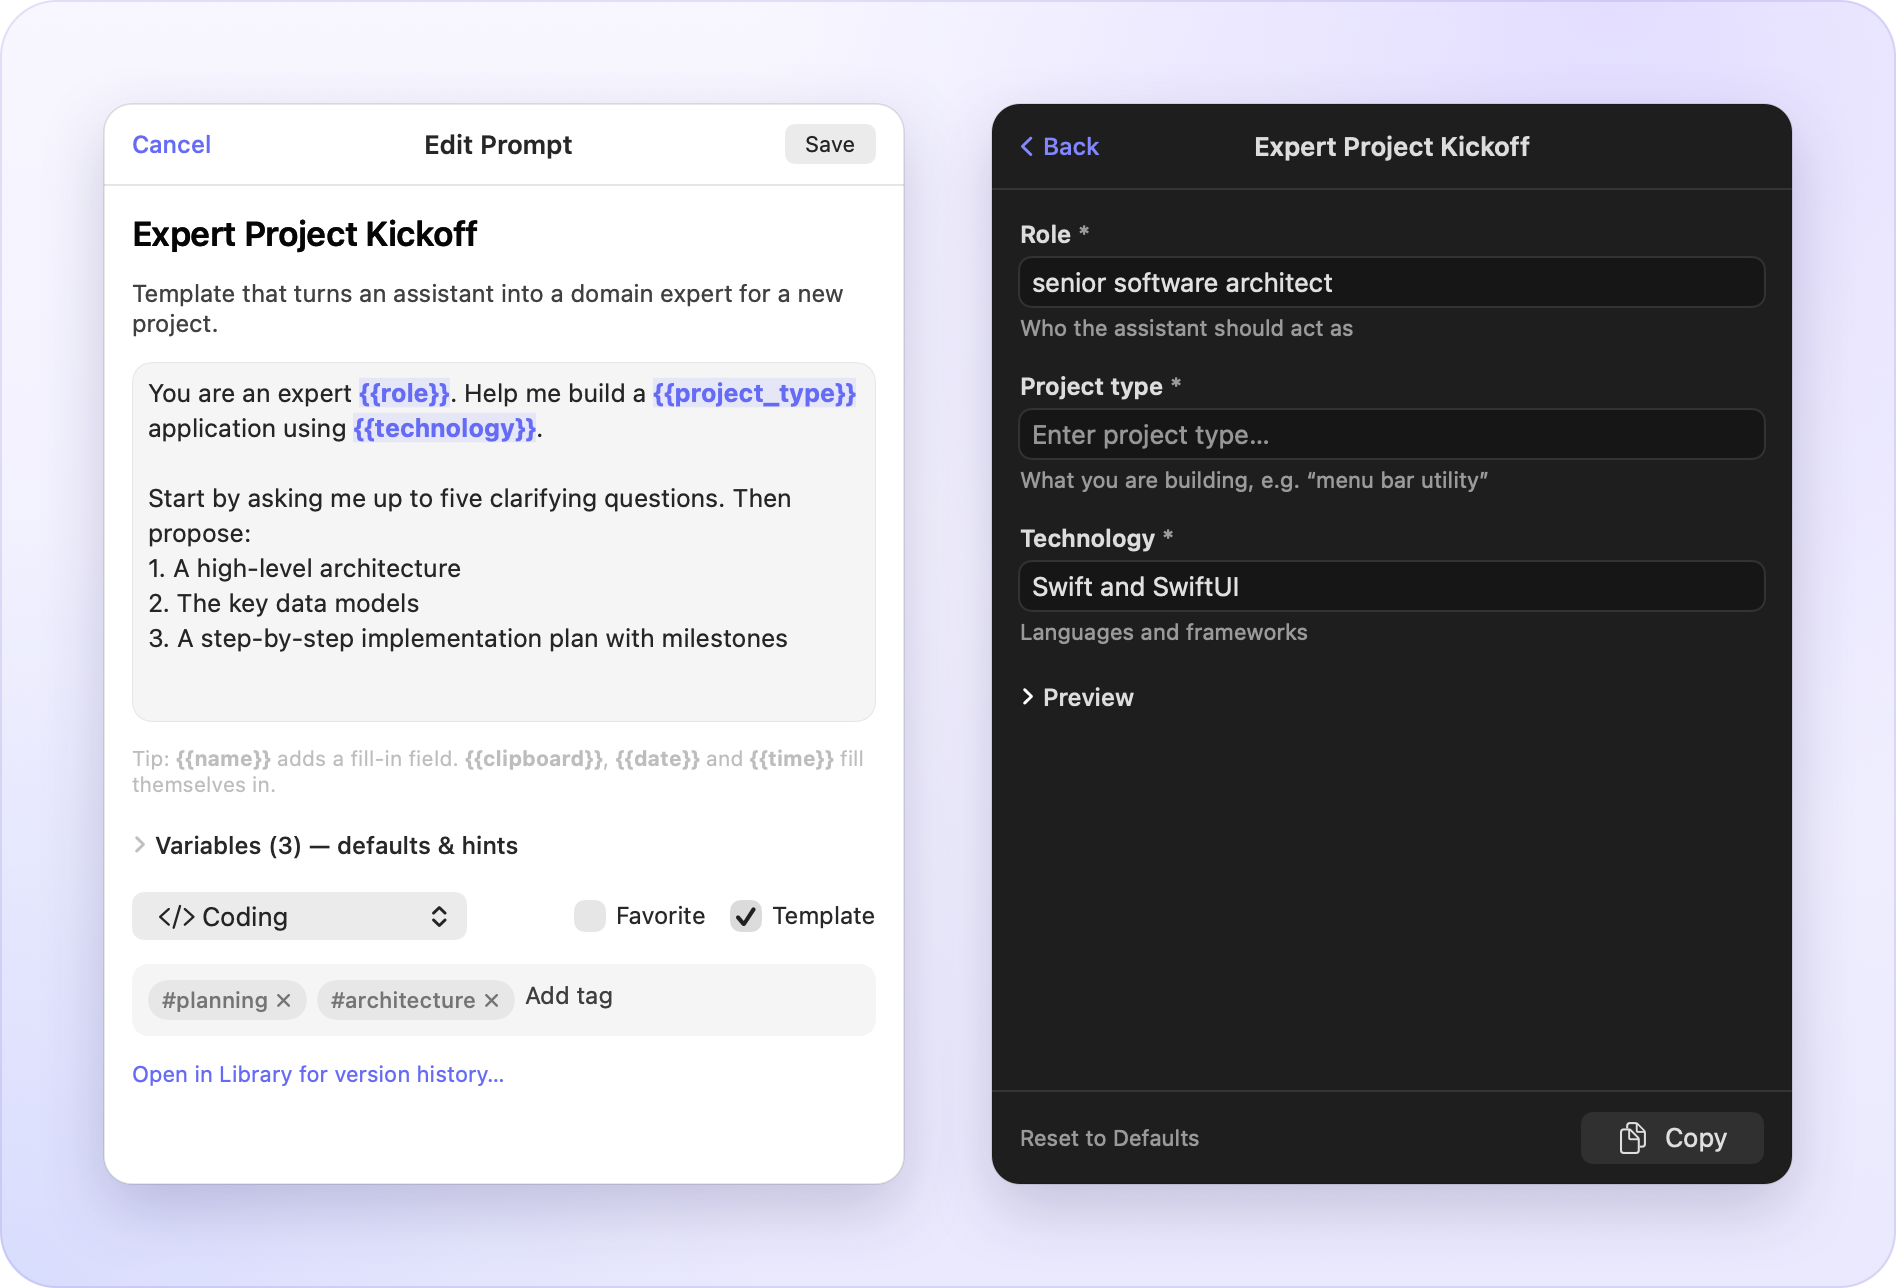 Cancel
Edit Prompt
Save
Expert Project Kickoff
Template that turns an assistant into a domain expert for a new
project.
You are an expert {{role}}. Help me build a {{project_type}}
application using {{technology}}.
Start by asking me up to five clarifying questions. Then
propose:
1. A high-level architecture
2. The key data models
3. A step-by-step implementation plan with milestones
Tip: {{name}} adds a fill-in field. {{clipboard}}, {{date}} and {{time}} fill
themselves in.
Variables (3) — defaults & hints
</> Coding
Favorite
Template
#planning ×
#architecture ×
Add tag
Open in Library for version history...
Back
Expert Project Kickoff
Role *
senior software architect
Who the assistant should act as
Project type *
Enter project type...
What you are building, e.g. “menu bar utility”
Technology *
Swift and SwiftUI
Languages and frameworks
Preview
Reset to Defaults
Copy